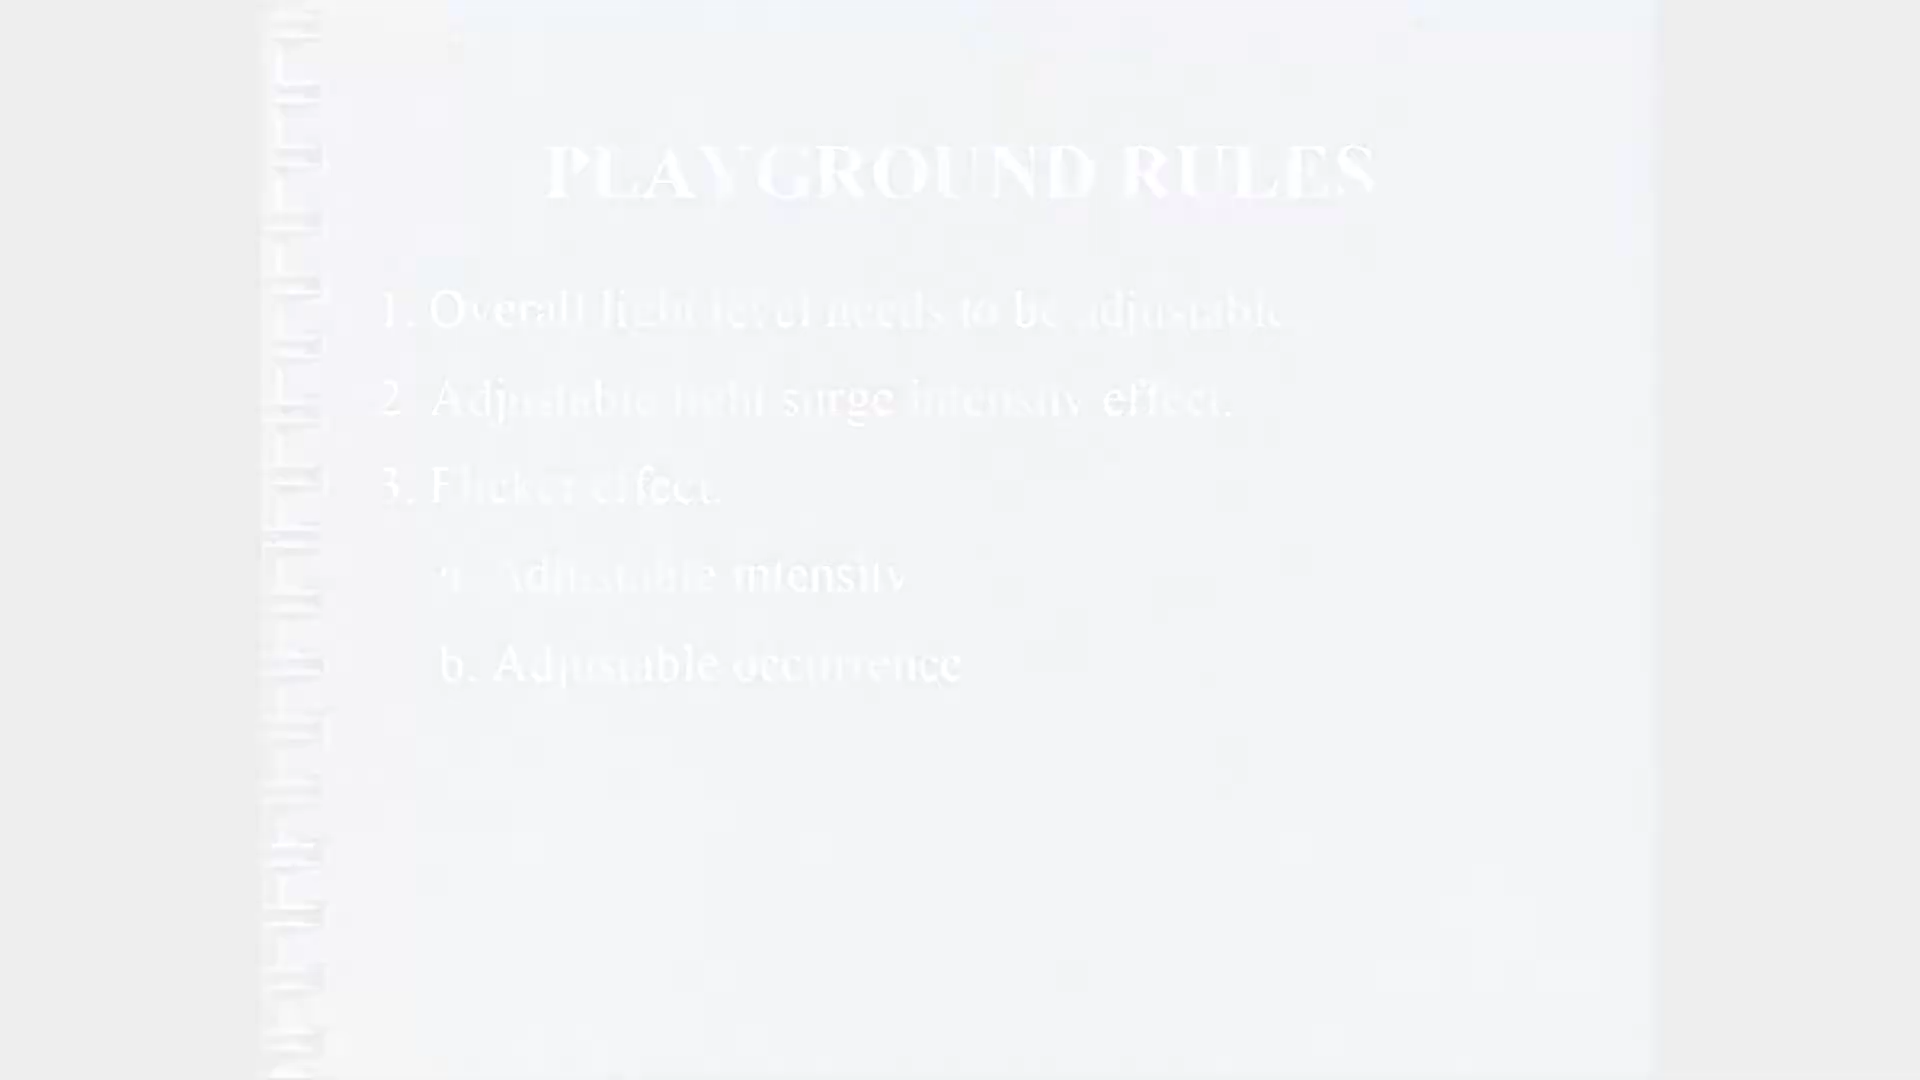 PLAYGROUND RULES
1. Overall light level needs to be adjustable.
2. Adjustable light surge intensity effect.
3. Flicker effect.
a. Adjustable intensity
b. Adjustable occurrence